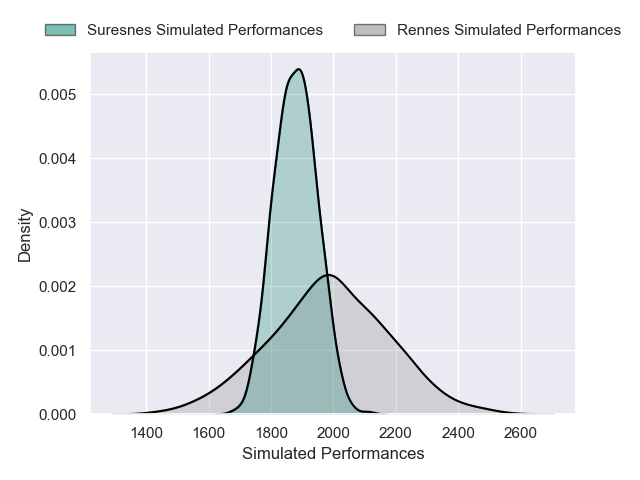 Suresnes Simulated Performances
Rennes Simulated Performances
0.005
0.004
0.003
0.002
0.001
0.000
Density
1400 1600 1800 2000 2200 2400 2600
Simulated Performances